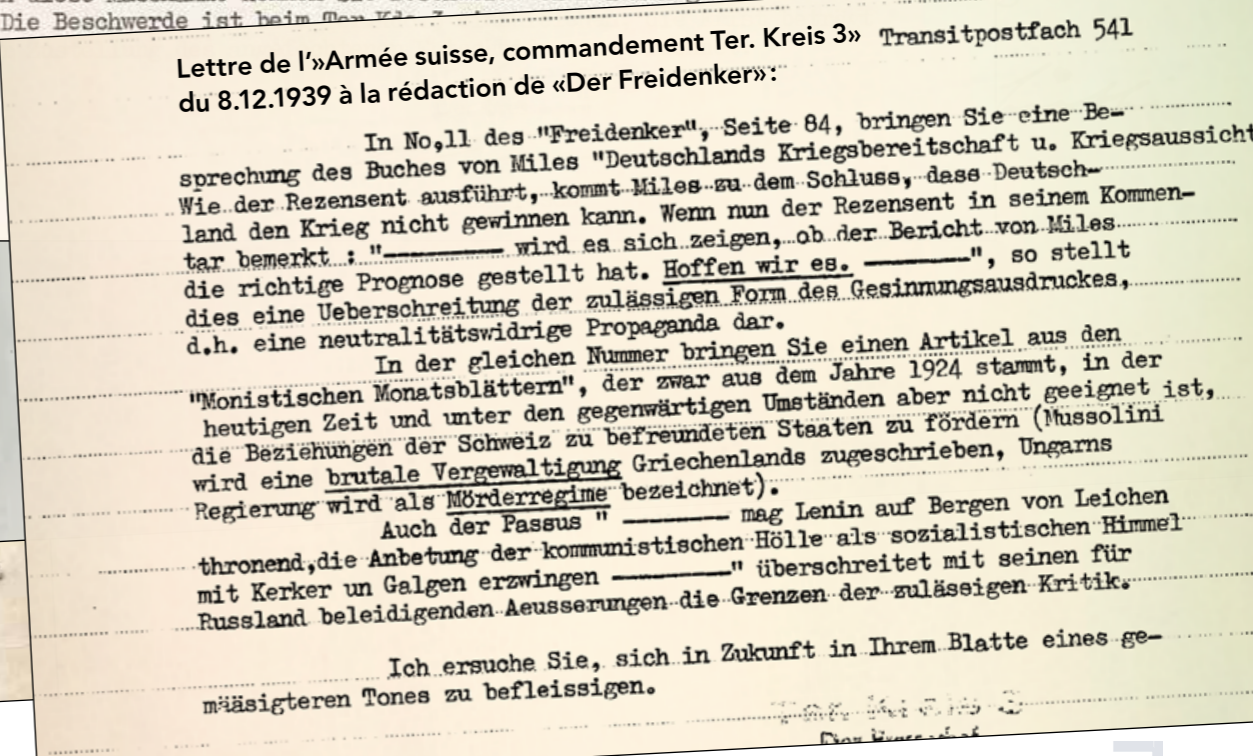 Die Beschwerde ist beim Ter.
Lettre de l'»Armée suisse, commandement Ter. Kreis 3» Transitpostfach 541
du 8.12.1939 à la rédaction de «Der Freidenker»:
In No,11 des "Freidenker", Seite 84, bringen Sie eine Be-
sprechung des Buches von Miles "Deutschlands Kriegsbereitschaft u. Kriegsaussicht
Wie der Rezensent ausführt, kommt Miles zu dem Schluss, dass Deutsch-
land den Krieg nicht gewinnen kann. Wenn nun der Rezensent in seinem Kommen-
tar bemerkt : "———— wird es sich zeigen, ob der Bericht von Miles
die richtige Prognose gestellt hat. Hoffen wir es. ————", so stellt
dies eine Ueberschreitung der zulässigen Form des Gesinnungsausdruckes,
d.h. eine neutralitätswidrige Propaganda dar.
In der gleichen Nummer bringen Sie einen Artikel aus den
"Monistischen Monatsblättern", der zwar aus dem Jahre 1924 stammt, in der
heutigen Zeit und unter den gegenwärtigen Umständen aber nicht geeignet ist,
die Beziehungen der Schweiz zu befreundeten Staaten zu fördern (Mussolini
wird eine brutale Vergewaltigung Griechenlands zugeschrieben, Ungarns
Regierung wird als Mörderregime bezeichnet).
Auch der Passus " ———— mag Lenin auf Bergen von Leichen
thronend,die Anbetung der kommunistischen Hölle als sozialistischen Himmel
mit Kerker un Galgen erzwingen ————" überschreitet mit seinen für
Russland beleidigenden Aeusserungen die Grenzen der zulässigen Kritik.
Ich ersuche Sie, sich in Zukunft in Ihrem Blatte eines ge-
määsigteren Tones zu befleissigen.